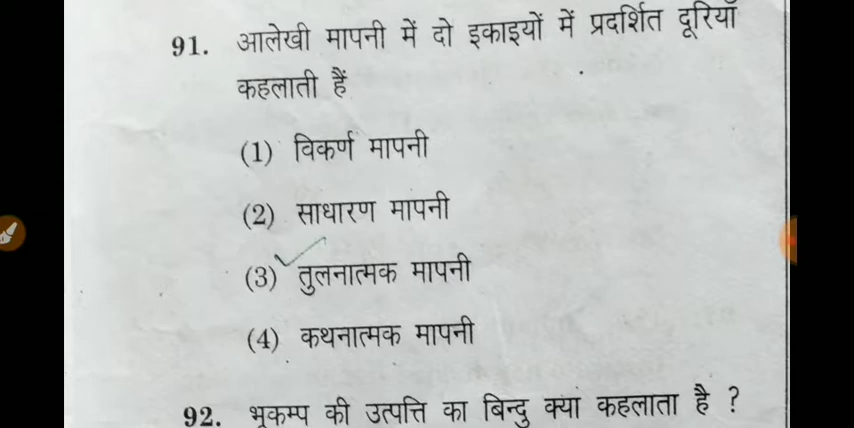 91. आलेखी मापनी में दो इकाइयों में प्रदर्शित दूरियाँ
कहलाती हैं
(1) विकर्ण मापनी
(2) साधारण मापनी
(3) तुलनात्मक मापनी
(4) कथनात्मक मापनी
92. भूकम्प की उत्पत्ति का बिन्दु क्या कहलाता है ?